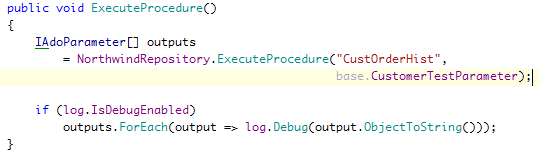 public void ExecuteProcedure()
{
IAdoParameter[] outputs
= NorthwindRepository.ExecuteProcedure("CustOrderHist",
base.CustomerTestParameter);
if (log.IsDebugEnabled)
outputs.ForEach(output => log.Debug(output.ObjectToString()));
}